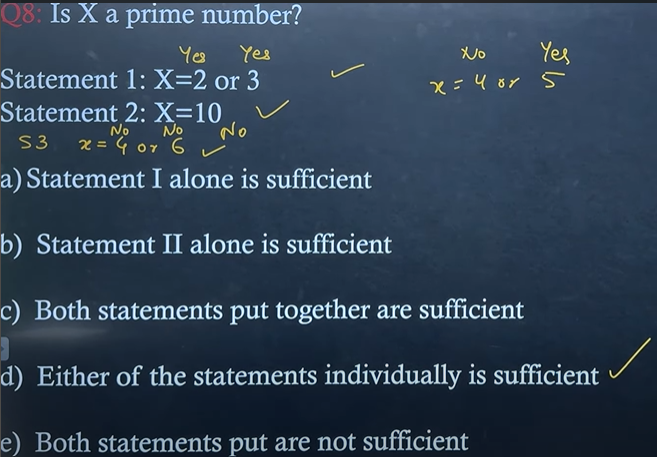 Q8: Is X a prime number?
Yes Yes No Yes
Statement 1: X=2 or 3 ✓ x = 4 or 5
Statement 2: X=10 ✓
No No No
S3 x = 4 or 6 ✓
a) Statement I alone is sufficient
b) Statement II alone is sufficient
c) Both statements put together are sufficient
d) Either of the statements individually is sufficient ✓
e) Both statements put are not sufficient